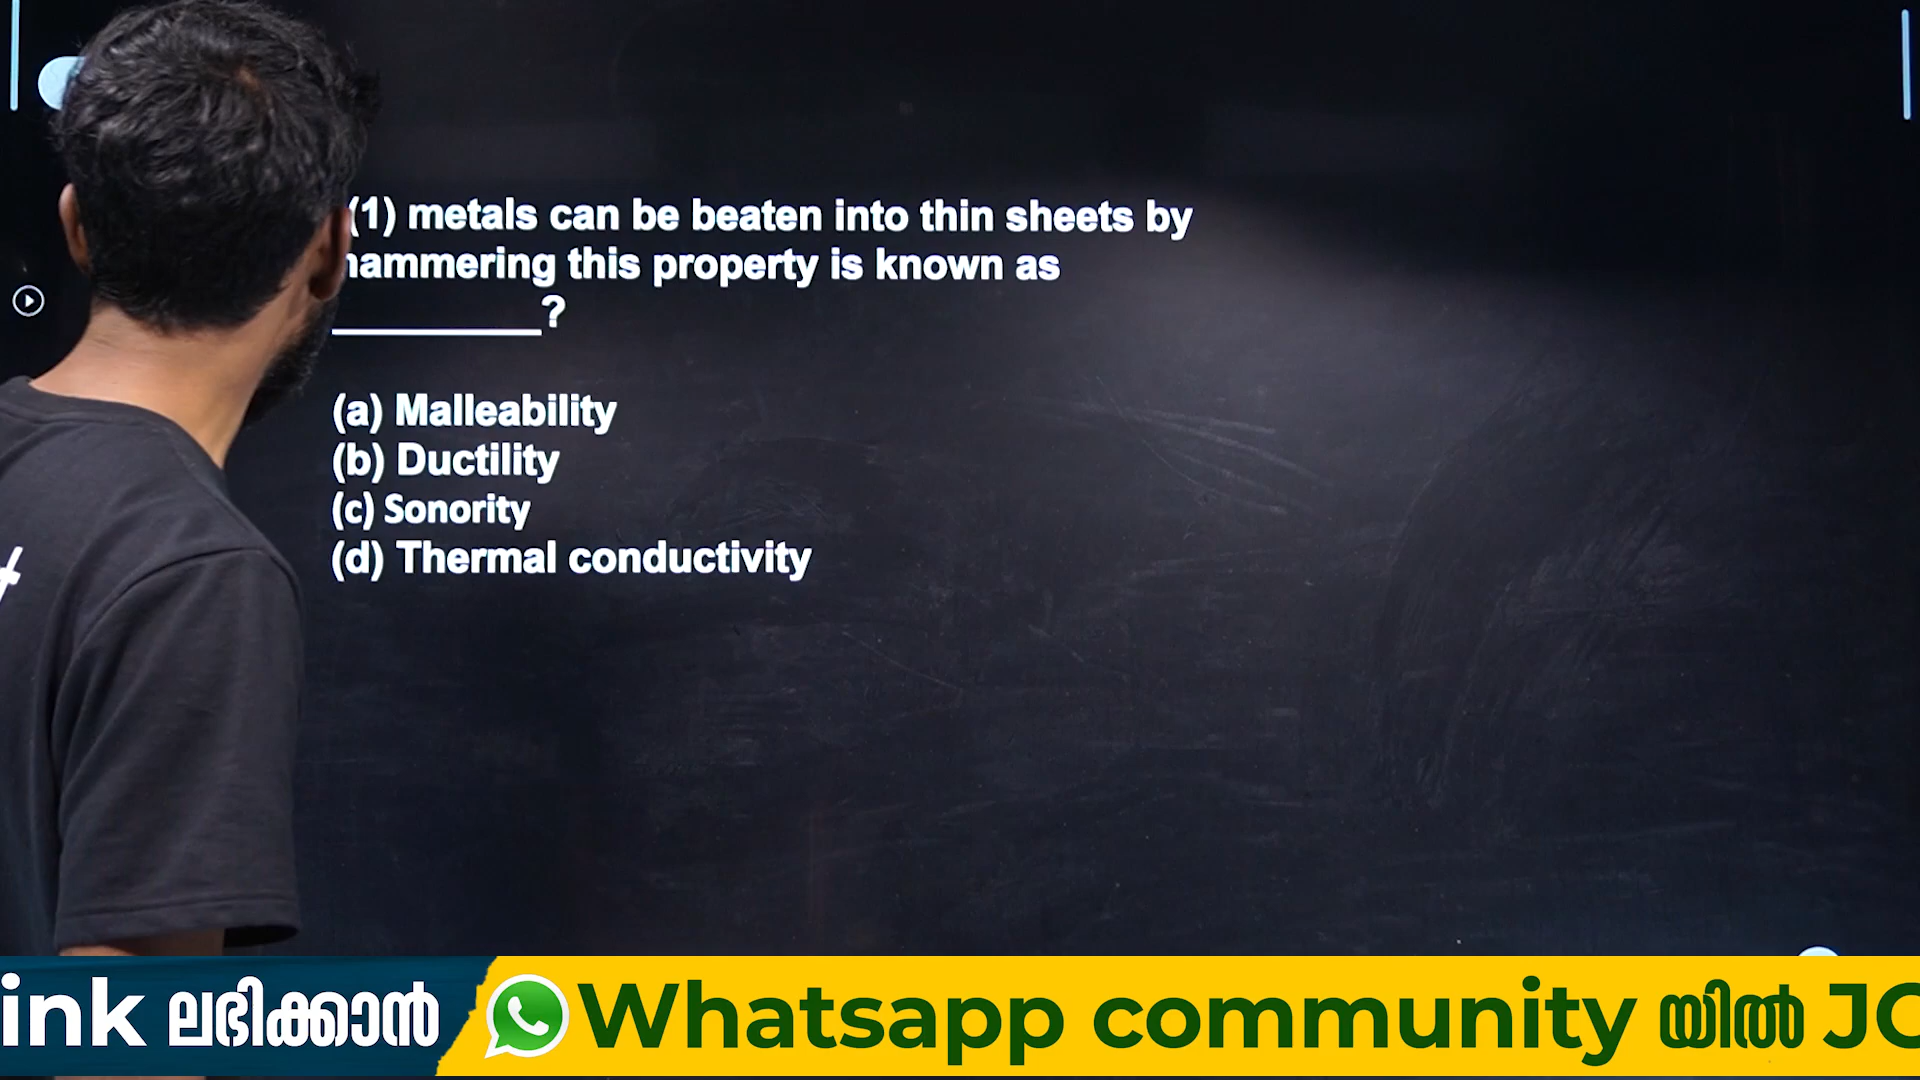 (1) metals can be beaten into thin sheets by
hammering this property is known as
__________?
(a) Malleability
(b) Ductility
(c) Sonority
(d) Thermal conductivity
ink ലഭിക്കാൻ Whatsapp community യിൽ JO